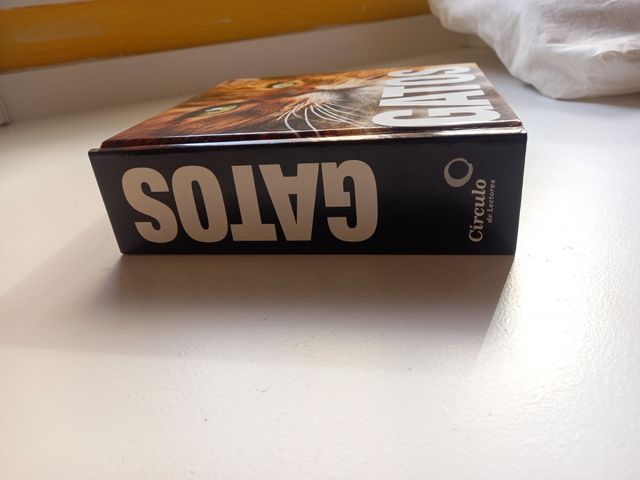 GATOS
GATOS
Círculo
de Lectores